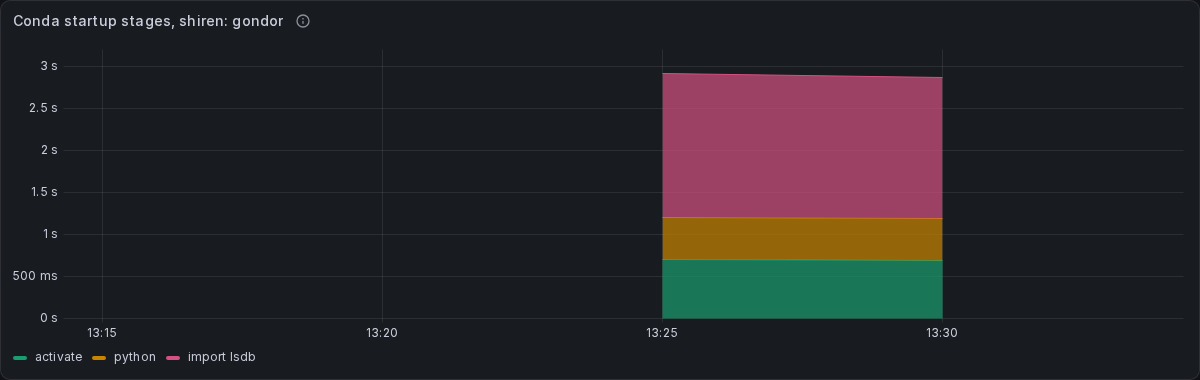 Conda startup stages, shiren: gondor
3 s
2.5 s
2 s
1.5 s
1 s
500 ms
0 s
13:15 13:20 13:25 13:30
activate python import lsdb